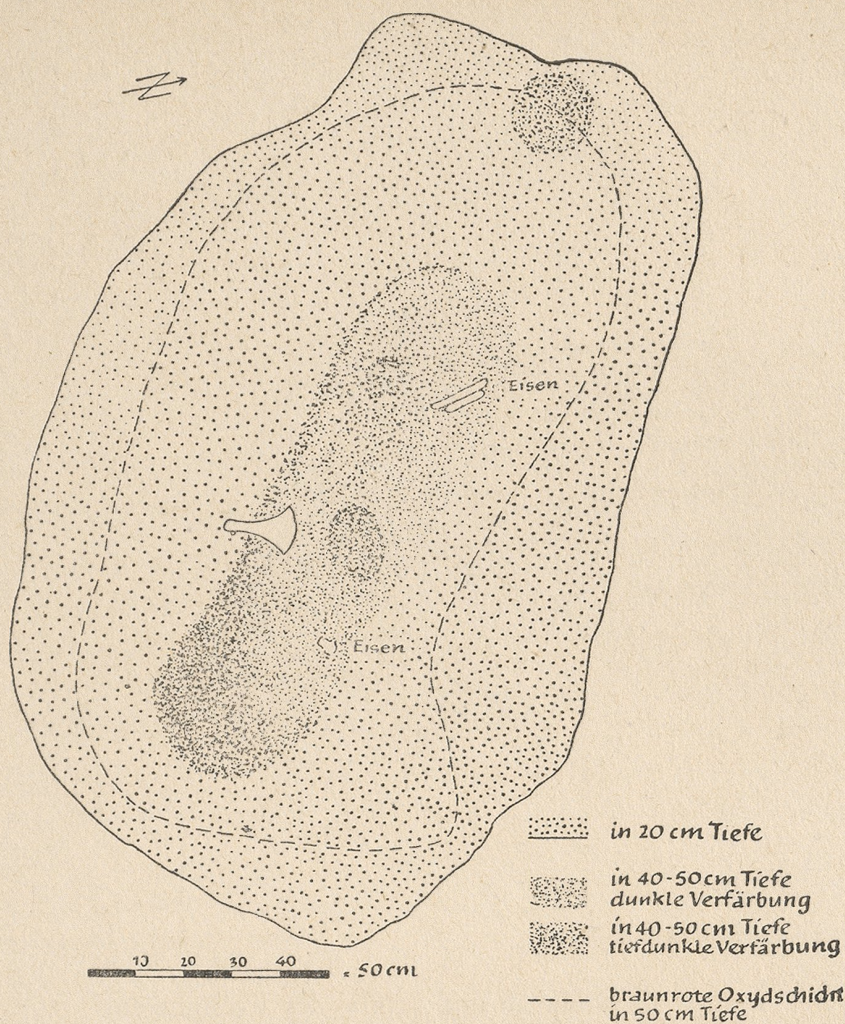 Eisen
Eisen
10 20 30 40
= 50 cm
in 20 cm Tiefe
in 40-50 cm Tiefe
dunkle Verfärbung
in 40-50 cm Tiefe
tiefdunkle Verfärbung
braunrote Oxydschicht
in 50 cm Tiefe